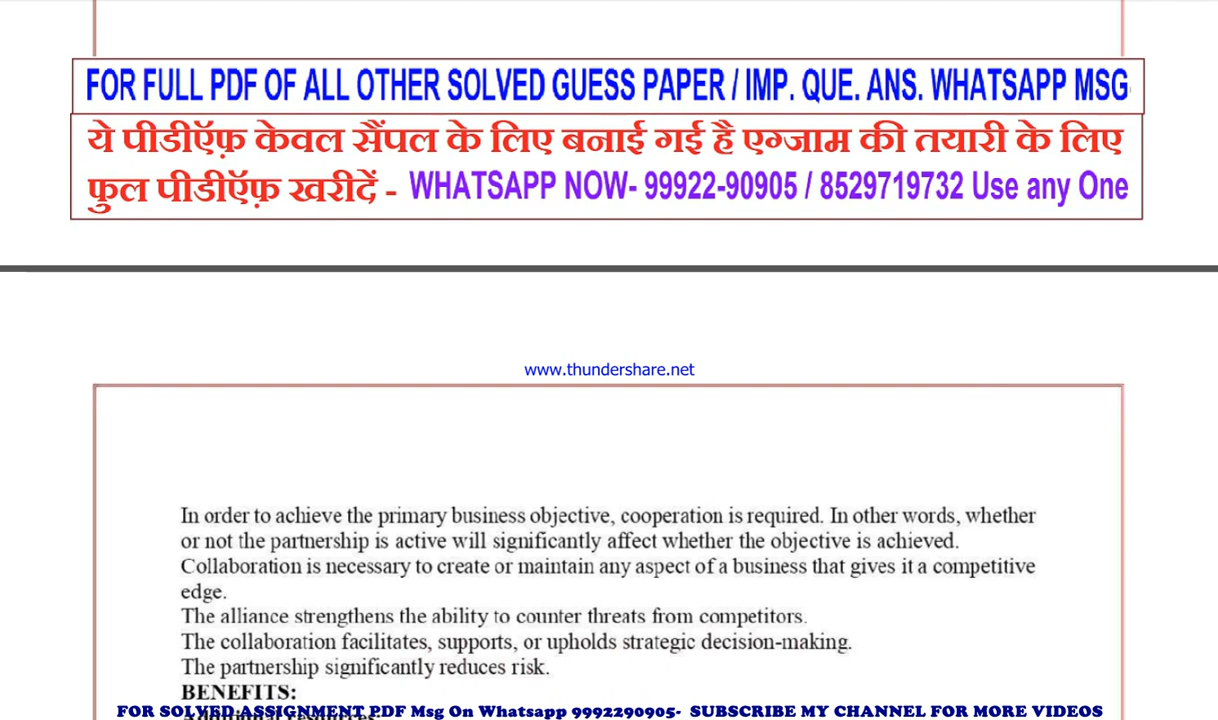 FOR FULL PDF OF ALL OTHER SOLVED GUESS PAPER / IMP. QUE. ANS. WHATSAPP MSG
ये पीडीऍफ़ केवल सैंपल के लिए बनाई गई है एग्जाम की तयारी के लिए
फुल पीडीऍफ़ खरीदें - WHATSAPP NOW- 99922-90905 / 8529719732 Use any One
www.thundershare.net
In order to achieve the primary business objective, cooperation is required. In other words, whether
or not the partnership is active will significantly affect whether the objective is achieved.
Collaboration is necessary to create or maintain any aspect of a business that gives it a competitive
edge.
The alliance strengthens the ability to counter threats from competitors.
The collaboration facilitates, supports, or upholds strategic decision-making.
The partnership significantly reduces risk.
BENEFITS:
FOR SOLVED ASSIGNMENT PDF Msg On Whatsapp 9992290905- SUBSCRIBE MY CHANNEL FOR MORE VIDEOS